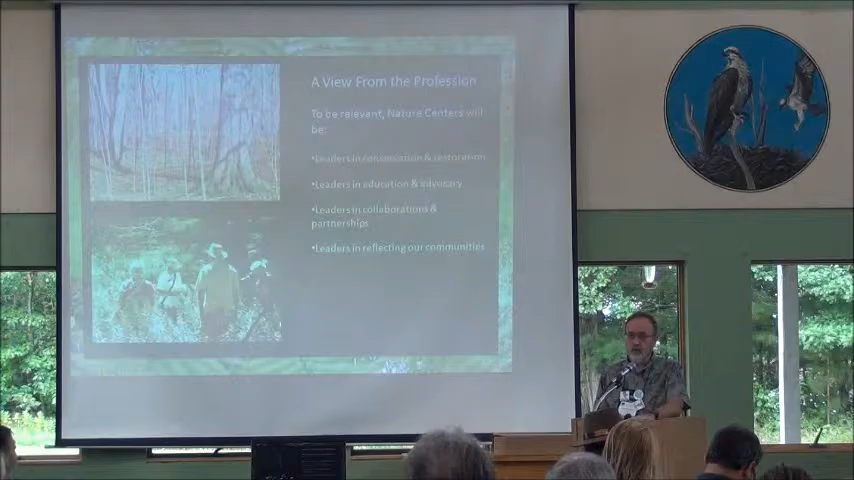 A View From the Profession
To be relevant, Nature Centers will
be:
•Leaders in conservation & restoration
•Leaders in education & advocacy
•Leaders in collaborations &
partnerships
•Leaders in reflecting our communities